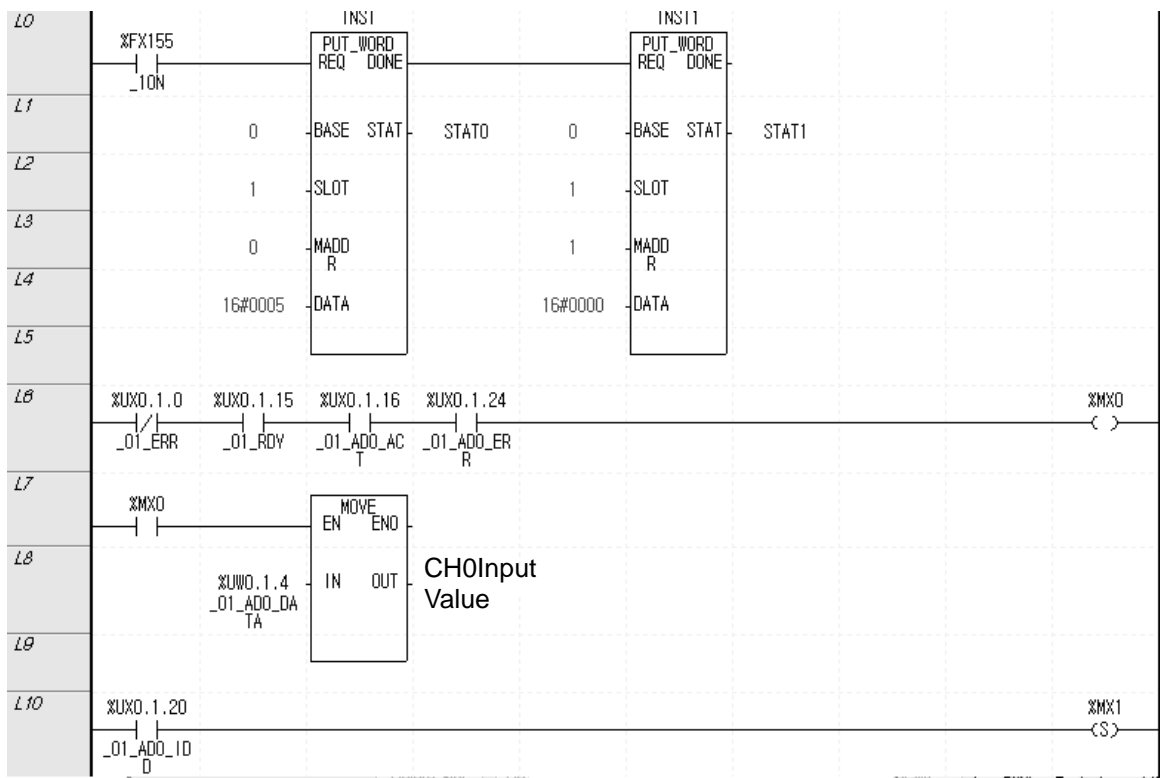 L0 INST INST1
%FX155 PUT_WORD PUT_WORD
REQ DONE REQ DONE
_1ON
L1
0 BASE STAT STAT0 0 BASE STAT STAT1
L2
1 SLOT 1 SLOT
L3
0 MADD 1 MADD
R R
L4
16#0005 DATA 16#0000 DATA
L5
L6 %UX0.1.0 %UX0.1.15 %UX0.1.16 %UX0.1.24 %MX0
_01_ERR _01_RDY _01_AD0_AC _01_AD0_ER
T R
L7
%MX0 MOVE
EN ENO
L8 CH0Input
%UW0.1.4 IN OUT Value
_01_AD0_DA
TA
L9
L10 %UX0.1.20 %MX1
(S)
_01_AD0_ID
D